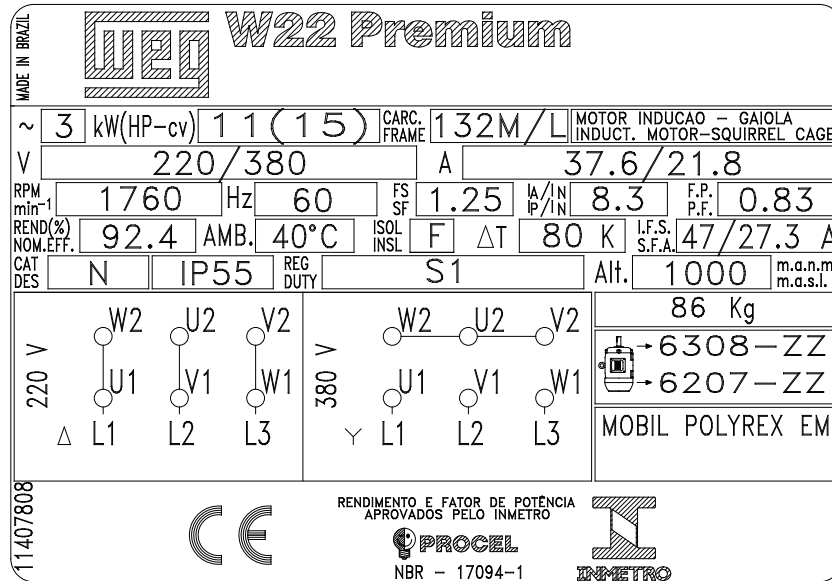 MADE IN BRAZIL
WEG W22 Premium
~ 3 kW(HP-cv) 11(15) CARC. FRAME 132M/L MOTOR INDUCAO - GAIOLA
INDUCT. MOTOR-SQUIRREL CAGE
V 220/380 A 37.6/21.8
RPM min-1 1760 Hz 60 FS SF 1.25 IA/IN IP/IN 8.3 F.P. P.F. 0.83
REND(%) NOM.EFF. 92.4 AMB. 40°C ISOL INSL F ΔT 80 K I.F.S. S.F.A. 47/27.3 A
CAT DES N IP55 REG DUTY S1 Alt. 1000 m.a.n.m m.a.s.l.
86 Kg
220 V
W2 U2 V2
U1 V1 W1
Δ L1 L2 L3
380 V
W2 U2 V2
U1 V1 W1
Y L1 L2 L3
6308-ZZ
6207-ZZ
MOBIL POLYREX EM
11407808
CE
RENDIMENTO E FATOR DE POTÊNCIA
APROVADOS PELO INMETRO
PROCEL
NBR - 17094-1
INMETRO